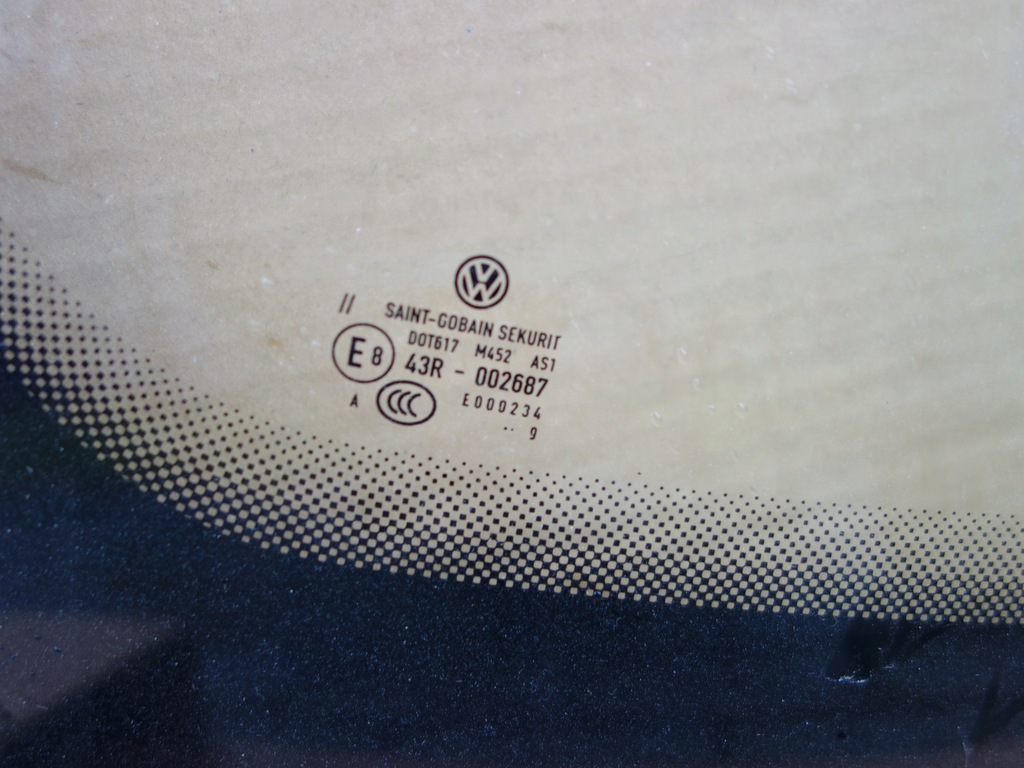 VW
//
SAINT-GOBAIN SEKURIT
DOT617 M452 AS1
E8 43R - 002687
A CCC E000234
.. 9